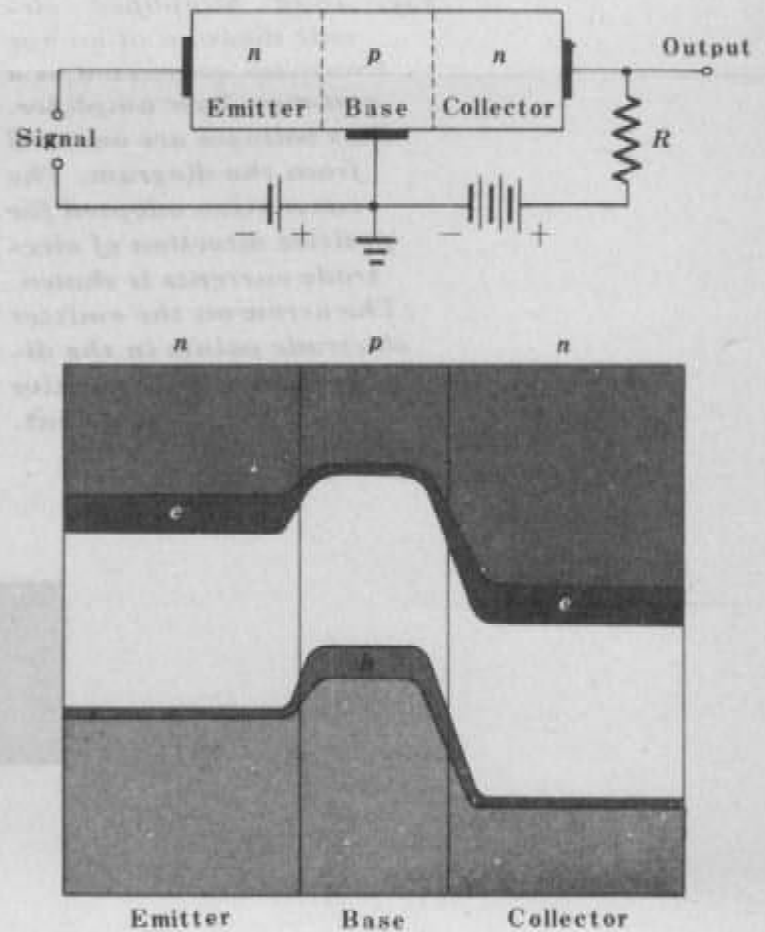 n p n Output
Emitter Base Collector
Signal R
− + − +
n p n
e
e
h
Emitter Base Collector